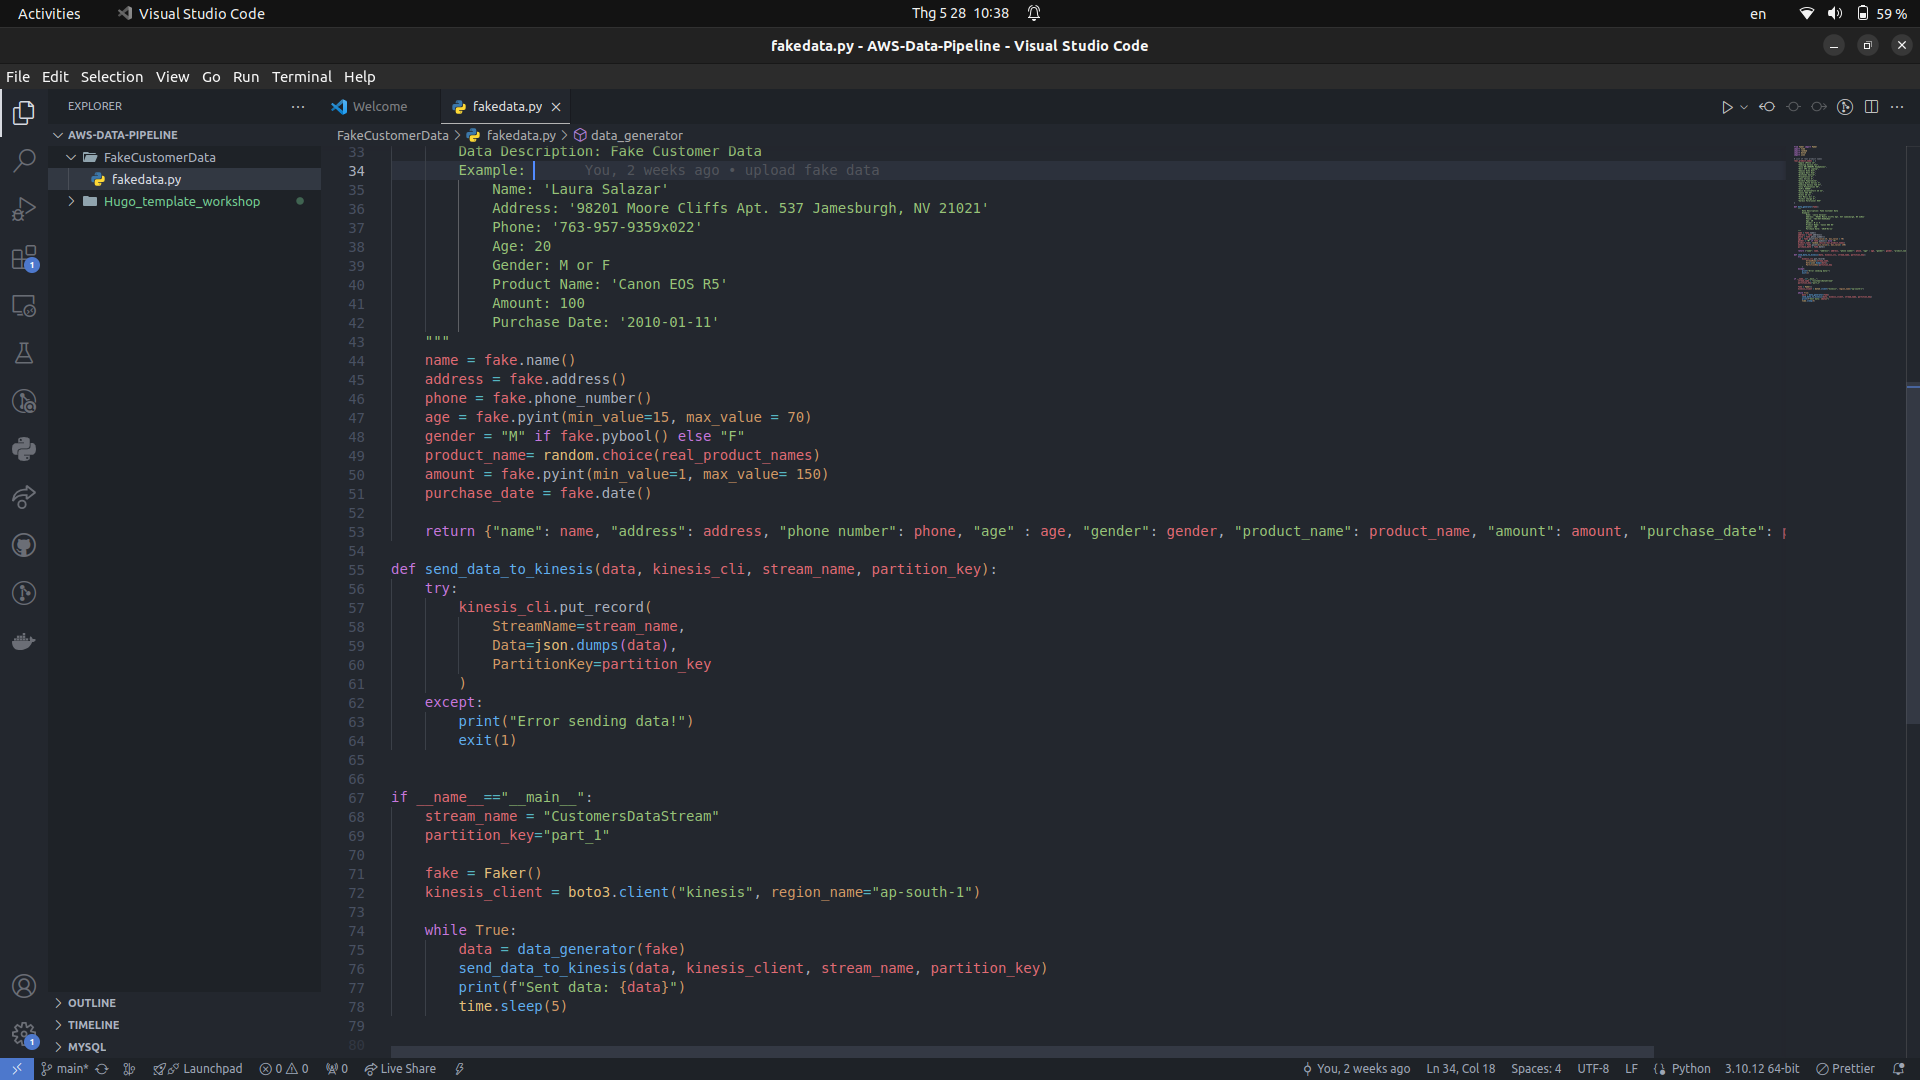 Activities Visual Studio Code Thg 5 28 10:38 en 59 %
fakedata.py - AWS-Data-Pipeline - Visual Studio Code
File Edit Selection View Go Run Terminal Help
EXPLORER ··· Welcome fakedata.py
AWS-DATA-PIPELINE
FakeCustomerData
fakedata.py
Hugo_template_workshop
OUTLINE
TIMELINE
MYSQL
1
1
FakeCustomerData > fakedata.py > data_generator
33 Data Description: Fake Customer Data
34 Example: You, 2 weeks ago • upload fake data
35 Name: 'Laura Salazar'
36 Address: '98201 Moore Cliffs Apt. 537 Jamesburgh, NV 21021'
37 Phone: '763-957-9359x022'
38 Age: 20
39 Gender: M or F
40 Product Name: 'Canon EOS R5'
41 Amount: 100
42 Purchase Date: '2010-01-11'
43 """
44 name = fake.name()
45 address = fake.address()
46 phone = fake.phone_number()
47 age = fake.pyint(min_value=15, max_value = 70)
48 gender = "M" if fake.pybool() else "F"
49 product_name= random.choice(real_product_names)
50 amount = fake.pyint(min_value=1, max_value= 150)
51 purchase_date = fake.date()
52
53 return {"name": name, "address": address, "phone number": phone, "age" : age, "gender": gender, "product_name": product_name, "amount": amount, "purchase_date": p
54
55 def send_data_to_kinesis(data, kinesis_cli, stream_name, partition_key):
56 try:
57 kinesis_cli.put_record(
58 StreamName=stream_name,
59 Data=json.dumps(data),
60 PartitionKey=partition_key
61 )
62 except:
63 print("Error sending data!")
64 exit(1)
65
66
67 if __name__=="__main__":
68 stream_name = "CustomersDataStream"
69 partition_key="part_1"
70
71 fake = Faker()
72 kinesis_client = boto3.client("kinesis", region_name="ap-south-1")
73
74 while True:
75 data = data_generator(fake)
76 send_data_to_kinesis(data, kinesis_client, stream_name, partition_key)
77 print(f"Sent data: {data}")
78 time.sleep(5)
79
80
main* Launchpad 0 0 0 Live Share You, 2 weeks ago Ln 34, Col 18 Spaces: 4 UTF-8 LF Python 3.10.12 64-bit Prettier